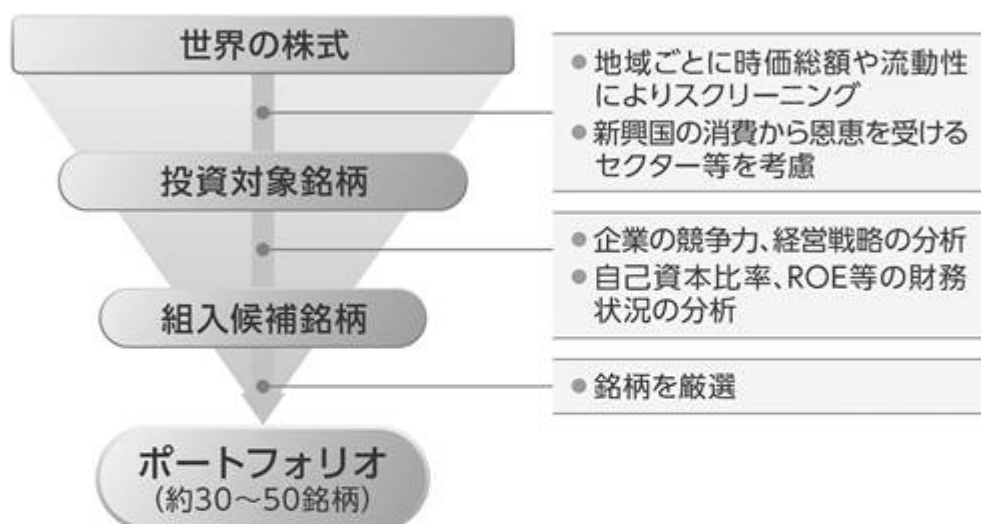 世界の株式
● 地域ごとに時価総額や流動性
によりスクリーニング
● 新興国の消費から恩恵を受ける
セクター等を考慮
投資対象銘柄
● 企業の競争力、経営戦略の分析
● 自己資本比率、ROE等の財務
状況の分析
組入候補銘柄
● 銘柄を厳選
ポートフォリオ
(約30～50銘柄)